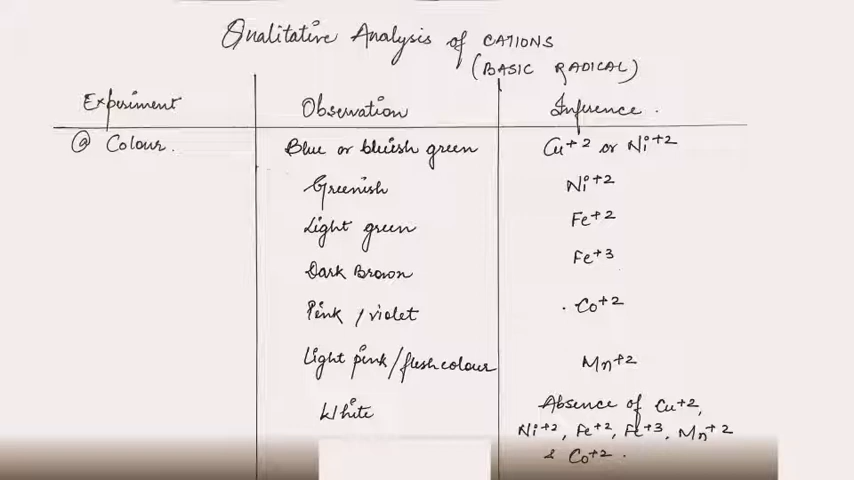 Qualitative Analysis of CATIONS
(BASIC RADICAL)
Experiment Observation Inference.
@ Colour. Blue or bluish green Cu+2 or Ni+2
Greenish Ni+2
Light green Fe+2
Dark Brown Fe+3
Pink / violet Co+2
Light pink/flesh colour Mn+2
White Absence of Cu+2,
Ni+2, Fe+2, Fe+3, Mn+2
& Co+2.